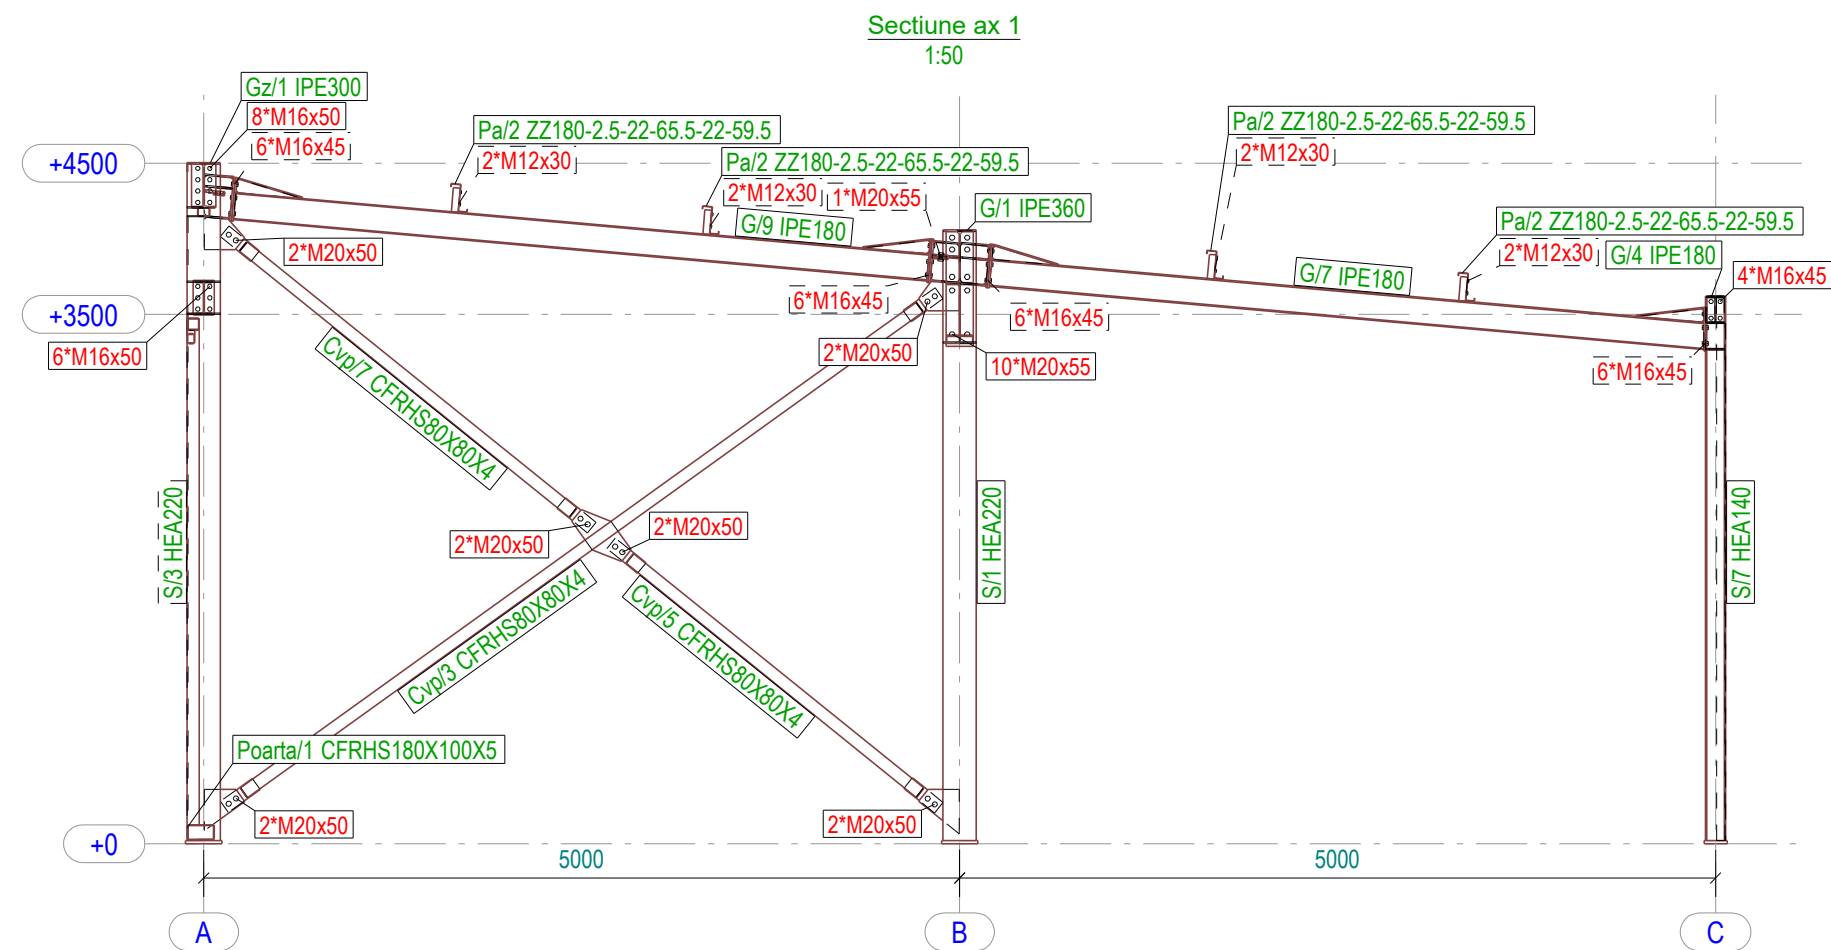 Sectiune ax 1
1:50
Gz/1 IPE300
8*M16x50
6*M16x45
+4500
Pa/2 ZZ180-2.5-22-65.5-22-59.5
2*M12x30
Pa/2 ZZ180-2.5-22-65.5-22-59.5
2*M12x30
1*M20x55
G/9 IPE180
G/1 IPE360
Pa/2 ZZ180-2.5-22-65.5-22-59.5
2*M12x30
Pa/2 ZZ180-2.5-22-65.5-22-59.5
2*M12x30
G/4 IPE180
G/7 IPE180
4*M16x45
2*M20x50
+3500
6*M16x50
6*M16x45
6*M16x45
2*M20x50
10*M20x55
6*M16x45
Cvp/7 CFRHS80X80X4
2*M20x50
2*M20x50
S/3 HEA220
S/1 HEA220
S/7 HEA140
Cvp/3 CFRHS80X80X4
Cvp/5 CFRHS80X80X4
Poarta/1 CFRHS180X100X5
2*M20x50
2*M20x50
+0
5000
5000
A
B
C